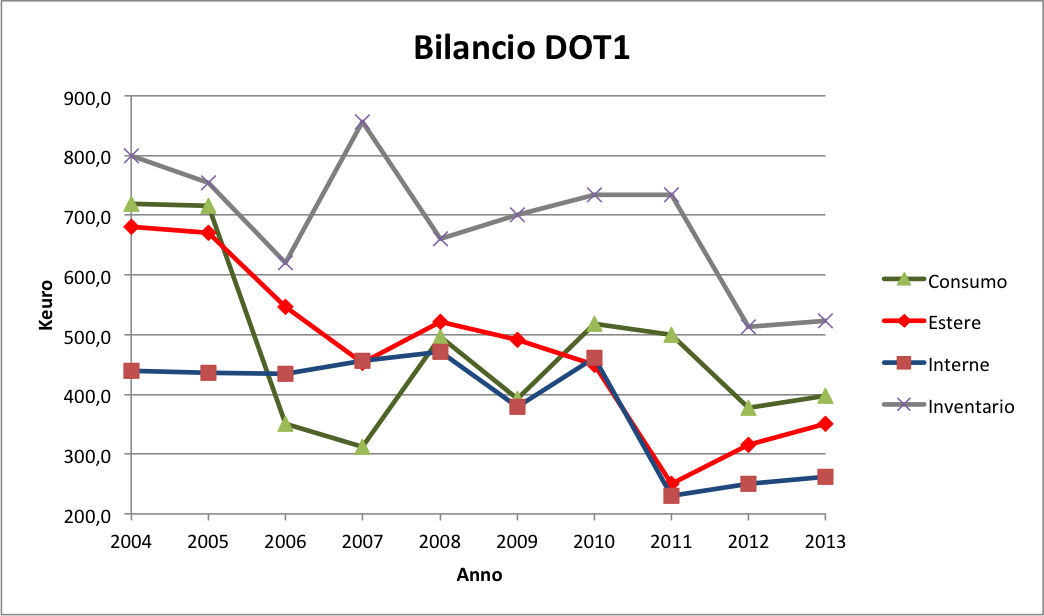 Bilancio DOT1
900,0
800,0
700,0
600,0
500,0
400,0
300,0
200,0
Keuro
2004 2005 2006 2007 2008 2009 2010 2011 2012 2013
Anno
Consumo
Estere
Interne
Inventario